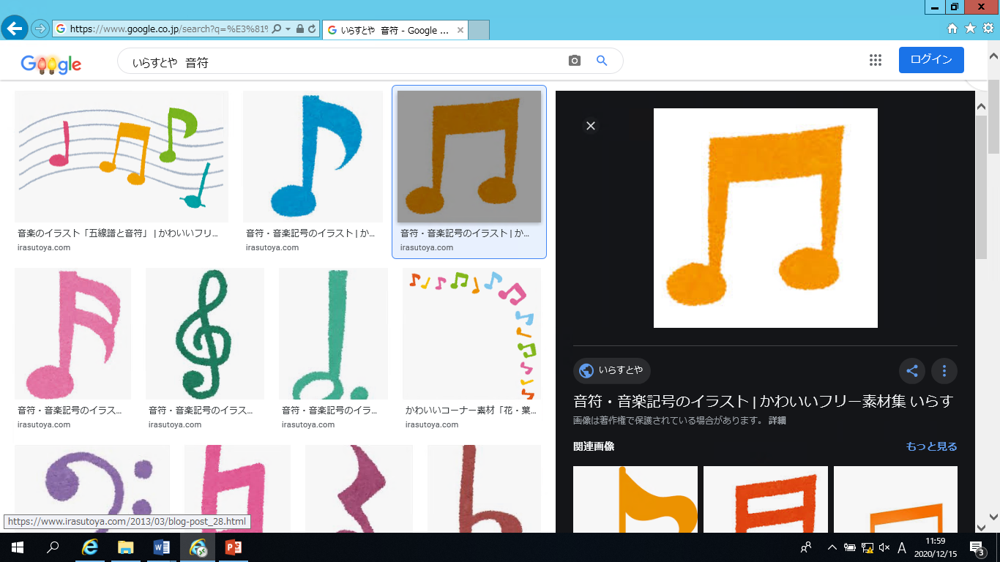 https://www.google.co.jp/search?q=%E3%81%
いらすとや 音符 - Google ...
Google
いらすとや 音符
ログイン
音楽のイラスト「五線譜と音符」 | かわいいフリ...
irasutoya.com
音符・音楽記号のイラスト | か...
irasutoya.com
音符・音楽記号のイラスト | か...
irasutoya.com
音符・音楽記号のイラス...
irasutoya.com
音符・音楽記号のイラス...
irasutoya.com
音符・音楽記号のイラ...
irasutoya.com
かわいいコーナー素材「花・葉...
irasutoya.com
いらすとや
音符・音楽記号のイラスト | かわいいフリー素材集 いらす
画像は著作権で保護されている場合があります。 詳細
関連画像
もっと見る
https://www.irasutoya.com/2013/03/blog-post_28.html
A
11:59
2020/12/15
3